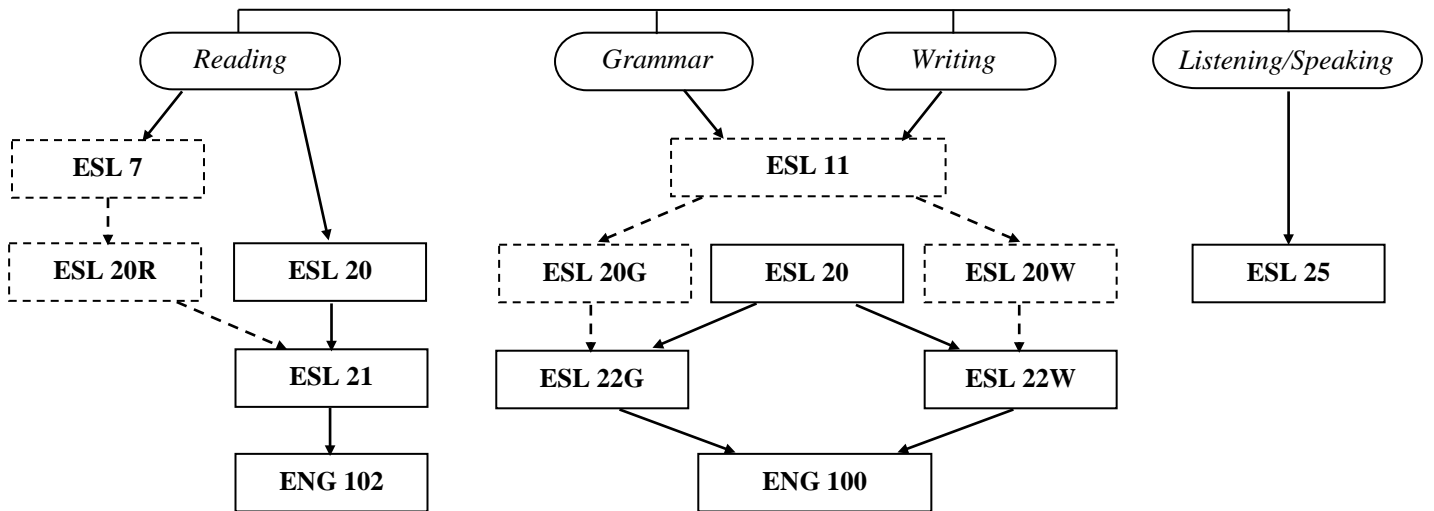 Reading
Grammar
Writing
Listening/Speaking
ESL 7
ESL 11
ESL 20R
ESL 20
ESL 20G
ESL 20
ESL 20W
ESL 25
ESL 21
ESL 22G
ESL 22W
ENG 102
ENG 100